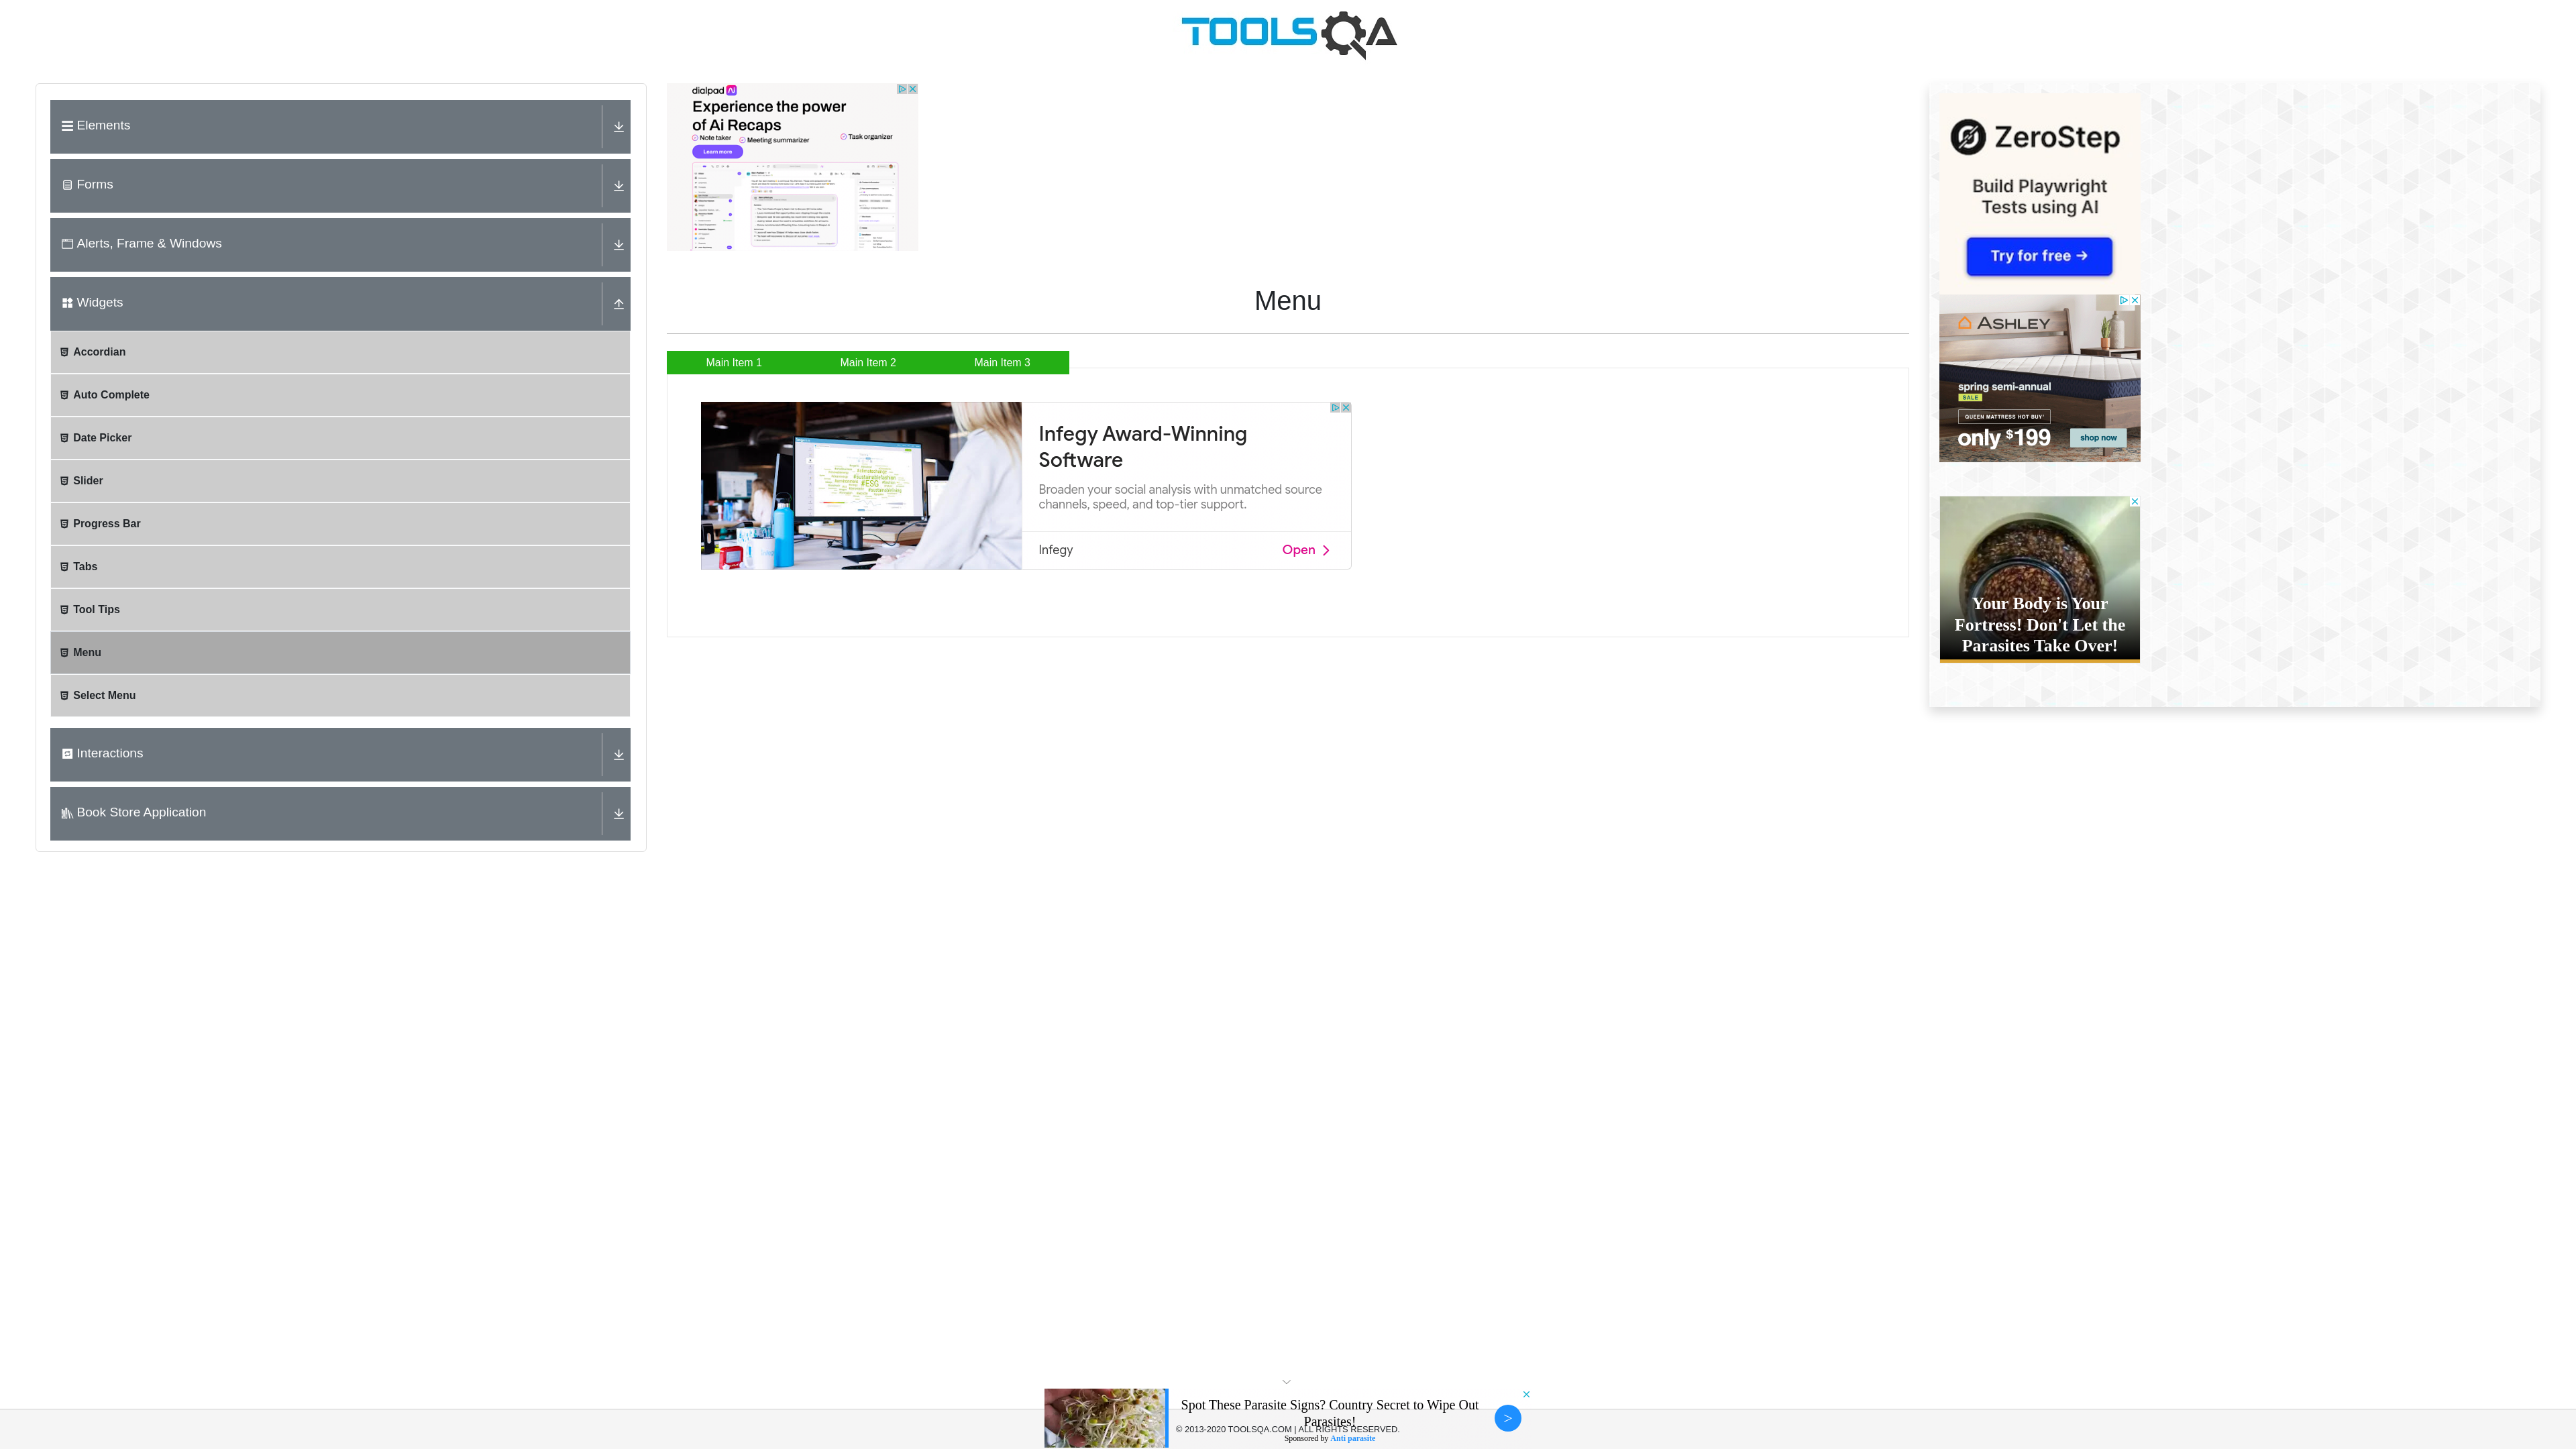 TOOLSQA
Elements
Forms
Alerts, Frame & Windows
Widgets
Accordian
Auto Complete
Date Picker
Slider
Progress Bar
Tabs
Tool Tips
Menu
Select Menu
Interactions
Book Store Application
dialpad Ai
Experience the power
of Ai Recaps
Note taker
Meeting summarizer
Task organizer
Learn more
Menu
Main Item 1
Main Item 2
Main Item 3
Infegy Award-Winning
Software
Broaden your social analysis with unmatched source
channels, speed, and top-tier support.
Infegy
Open
#ESG
ZeroStep
Build Playwright
Tests using AI
Try for free →
ASHLEY
spring semi-annual
SALE
QUEEN MATTRESS HOT BUY*
only $199
shop now
Your Body is Your
Fortress! Don't Let the
Parasites Take Over!
Spot These Parasite Signs? Country Secret to Wipe Out
Parasites!
© 2013-2020 TOOLSQA.COM | ALL RIGHTS RESERVED.
Sponsored by Anti parasite
>